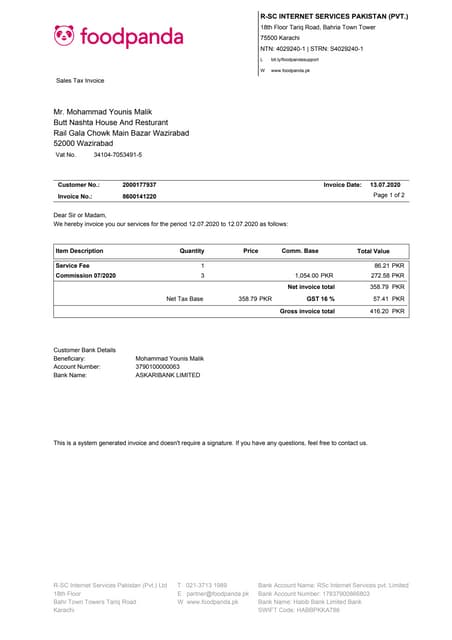 foodpanda
R-SC INTERNET SERVICES PAKISTAN (PVT.)
18th Floor Tariq Road, Bahria Town Tower
75500 Karachi
NTN: 4029240-1 | STRN: S4029240-1
L bit.ly/foodpandasupport
W www.foodpanda.pk
Sales Tax Invoice
Mr. Mohammad Younis Malik
Butt Nashta House And Resturant
Rail Gala Chowk Main Bazar Wazirabad
52000 Wazirabad
Vat No. 34104-7053491-5
Customer No.: 2000177937 Invoice Date: 13.07.2020
Invoice No.: 8600141220 Page 1 of 2
Dear Sir or Madam,
We hereby invoice you our services for the period 12.07.2020 to 12.07.2020 as follows:
Item Description Quantity Price Comm. Base Total Value
Service Fee 1 86.21 PKR
Commission 07/2020 3 1,054.00 PKR 272.58 PKR
Net invoice total 358.79 PKR
Net Tax Base 358.79 PKR GST 16 % 57.41 PKR
Gross invoice total 416.20 PKR
Customer Bank Details
Beneficiary: Mohammad Younis Malik
Account Number: 3790100000063
Bank Name: ASKARIBANK LIMITED
This is a system generated invoice and doesn't require a signature. If you have any questions, feel free to contact us.
R-SC Internet Services Pakistan (Pvt.) Ltd T 021-3713 1989 Bank Account Name: RSc Internet Services pvt. Limited
18th Floor E partner@foodpanda.pk Bank Account Number: 17837900866803
Bahr Town Towers Tariq Road W www.foodpanda.pk Bank Name: Habib Bank Limited Bank
Karachi SWIFT Code: HABBPKKA786